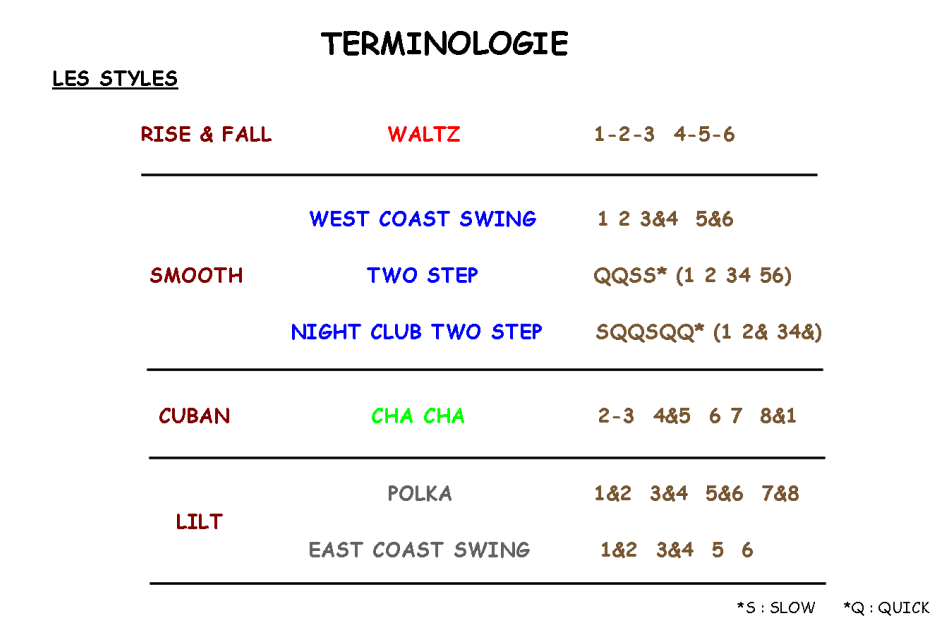 TERMINOLOGIE
LES STYLES
RISE & FALL WALTZ 1-2-3 4-5-6
WEST COAST SWING 1 2 3&4 5&6
SMOOTH TWO STEP QQSS* (1 2 34 56)
NIGHT CLUB TWO STEP SQQSQQ* (1 2& 34&)
CUBAN CHA CHA 2-3 4&5 6 7 8&1
POLKA 1&2 3&4 5&6 7&8
LILT
EAST COAST SWING 1&2 3&4 5 6
*S : SLOW *Q : QUICK